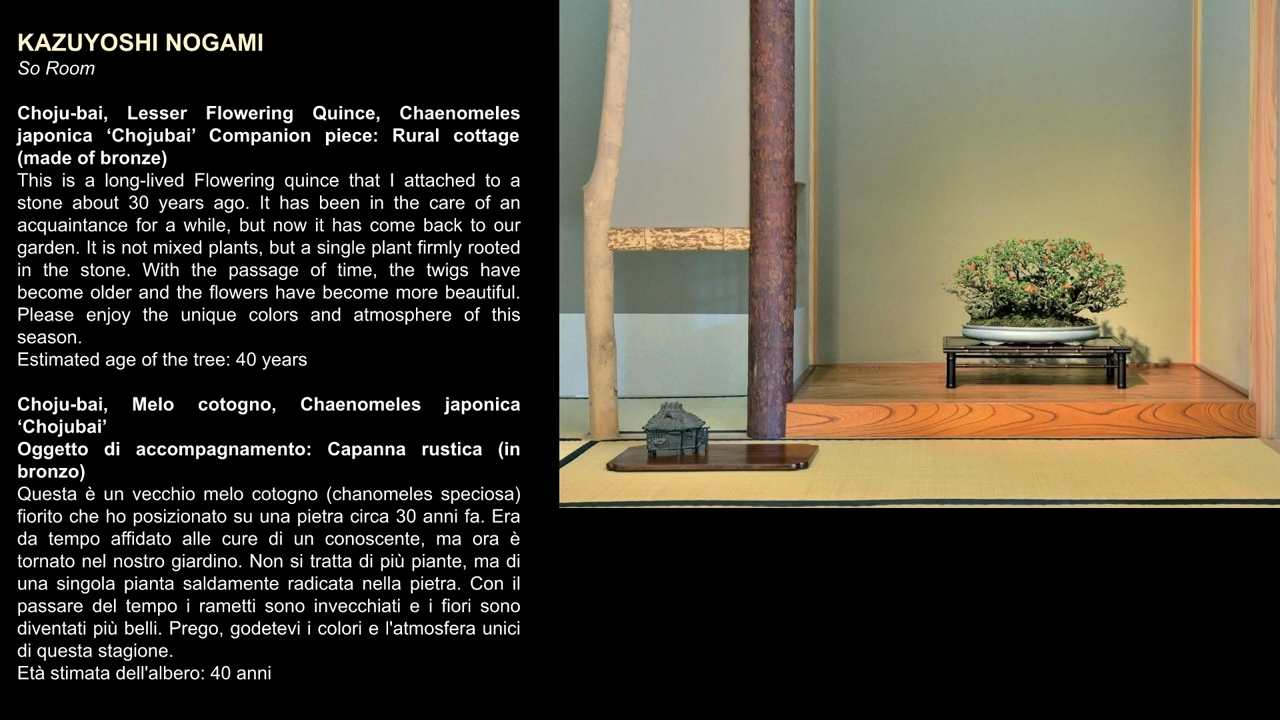 KAZUYOSHI NOGAMI
So Room
Choju-bai, Lesser Flowering Quince, Chaenomeles
japonica ‘Chojubai’ Companion piece: Rural cottage
(made of bronze)
This is a long-lived Flowering quince that I attached to a
stone about 30 years ago. It has been in the care of an
acquaintance for a while, but now it has come back to our
garden. It is not mixed plants, but a single plant firmly rooted
in the stone. With the passage of time, the twigs have
become older and the flowers have become more beautiful.
Please enjoy the unique colors and atmosphere of this
season.
Estimated age of the tree: 40 years
Choju-bai, Melo cotogno, Chaenomeles japonica
‘Chojubai’
Oggetto di accompagnamento: Capanna rustica (in
bronzo)
Questa è un vecchio melo cotogno (chanomeles speciosa)
fiorito che ho posizionato su una pietra circa 30 anni fa. Era
da tempo affidato alle cure di un conoscente, ma ora è
tornato nel nostro giardino. Non si tratta di più piante, ma di
una singola pianta saldamente radicata nella pietra. Con il
passare del tempo i rametti sono invecchiati e i fiori sono
diventati più belli. Prego, godetevi i colori e l'atmosfera unici
di questa stagione.
Età stimata dell'albero: 40 anni